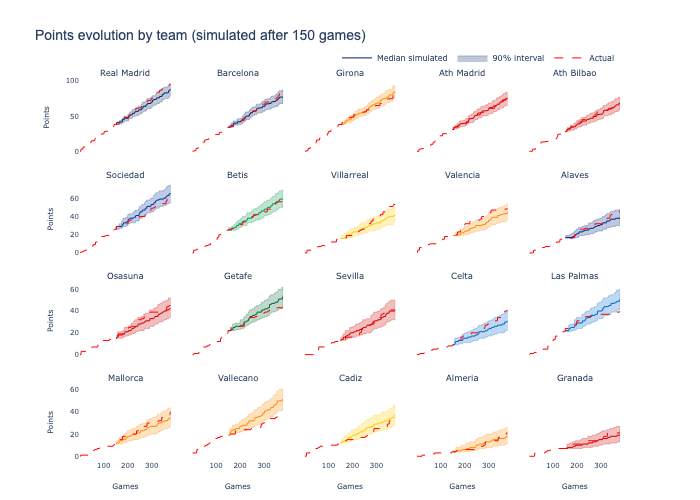 Points evolution by team (simulated after 150 games)
Median simulated 90% interval Actual
Real Madrid Barcelona Girona Ath Madrid Ath Bilbao
100
50
0
Points
Sociedad Betis Villarreal Valencia Alaves
60
40
20
0
Points
Osasuna Getafe Sevilla Celta Las Palmas
60
40
20
0
Points
Mallorca Vallecano Cadiz Almeria Granada
60
40
20
0
Points
100 200 300 100 200 300 100 200 300 100 200 300 100 200 300
Games Games Games Games Games